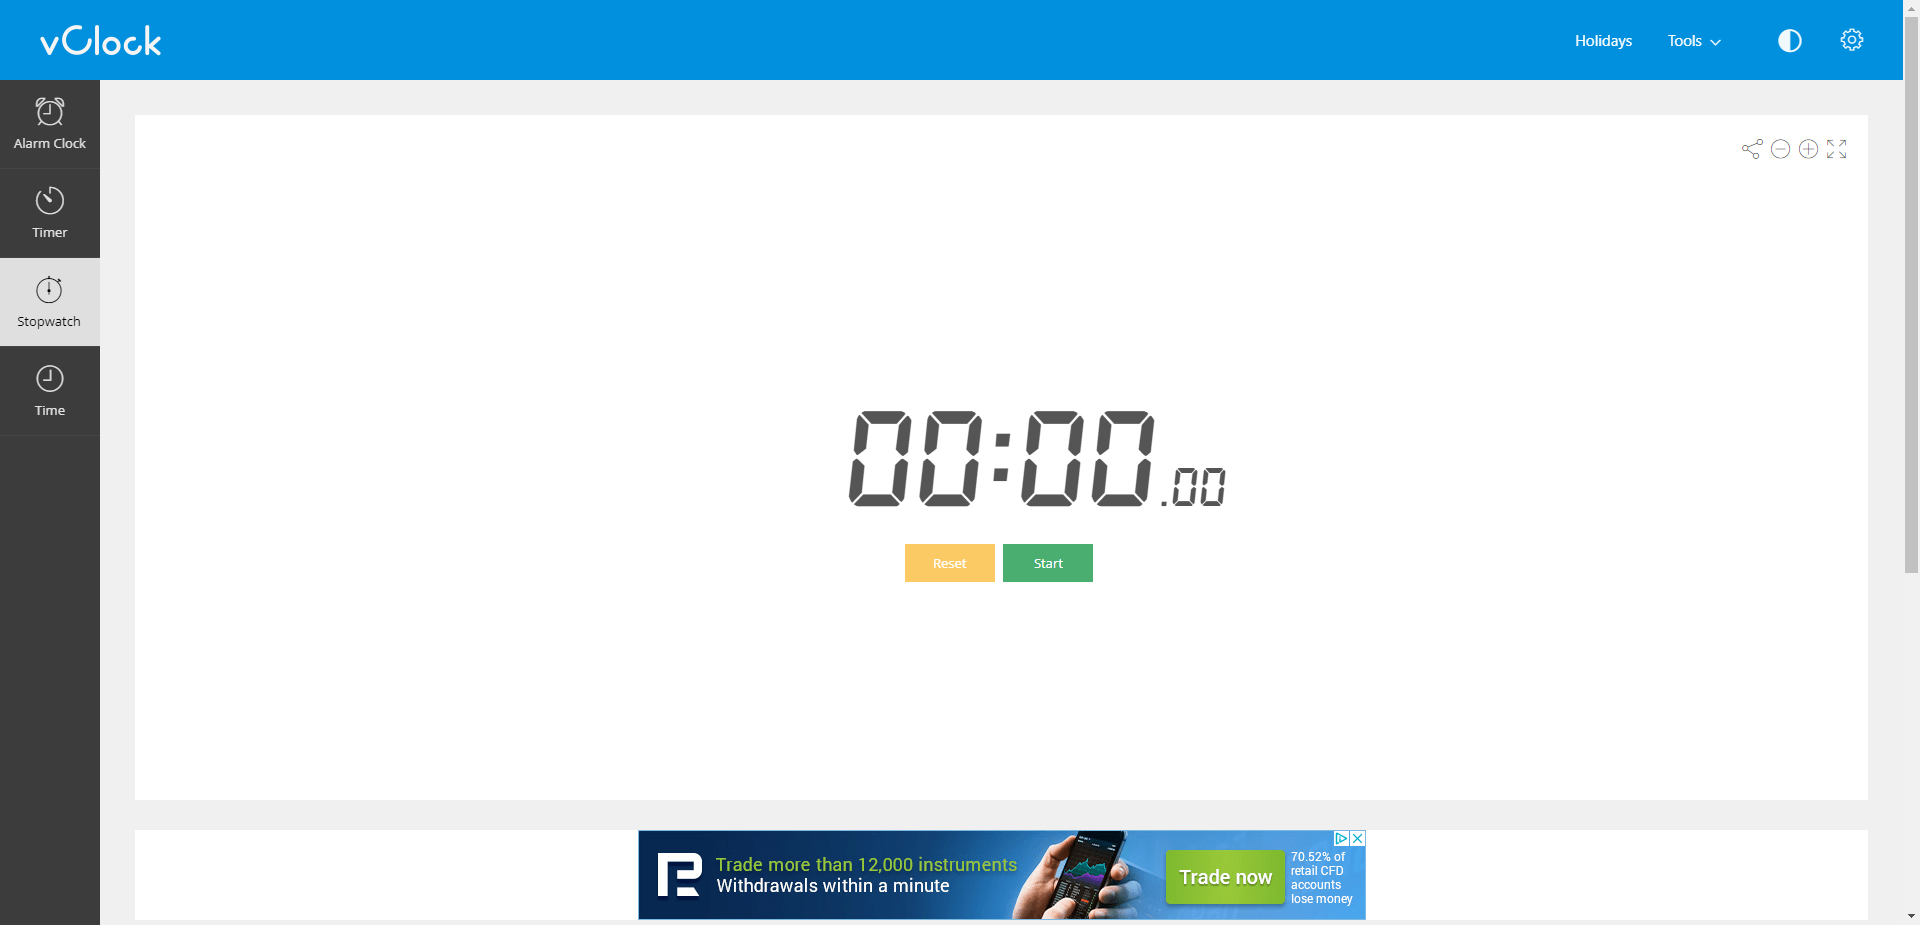 vClock
Holidays
Tools
Alarm Clock
Timer
Stopwatch
Time
00:00.00
Reset
Start
Trade more than 12,000 instruments
Withdrawals within a minute
Trade now
70.52% of
retail CFD
accounts
lose money